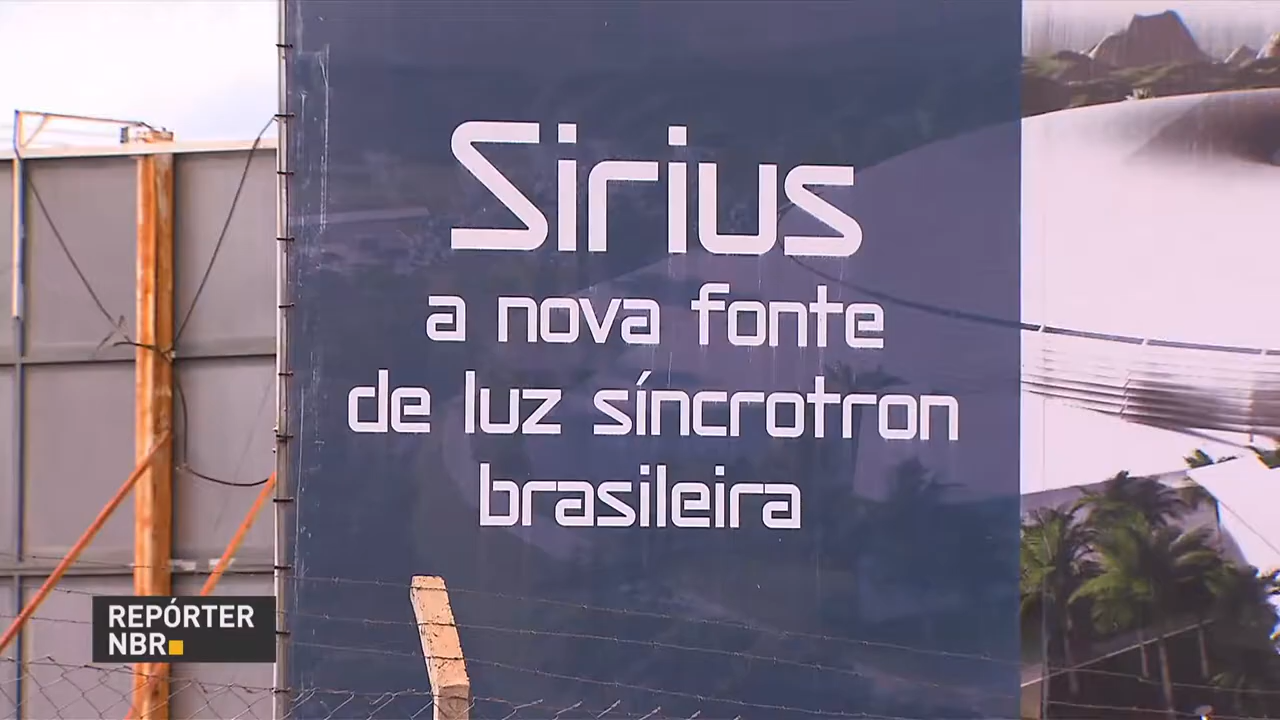 Sirius
a nova fonte
de luz síncrotron
brasileira
REPÓRTER
NBR